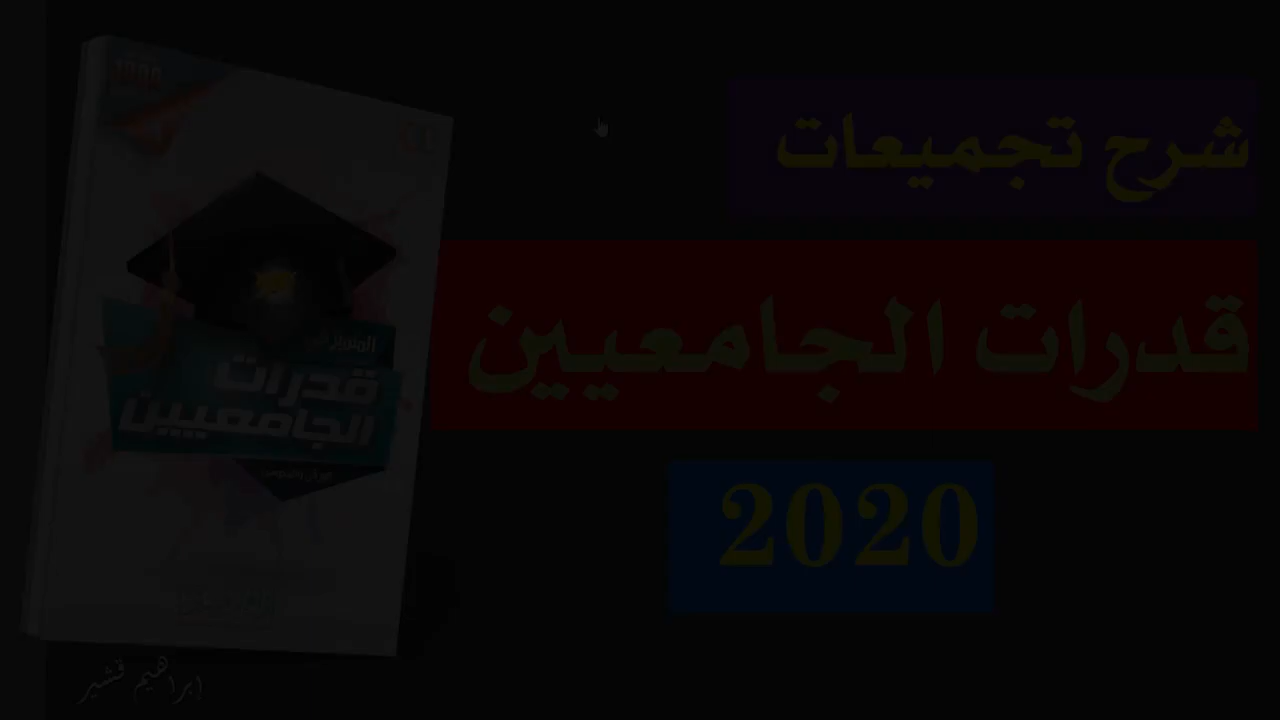 شرح تجميعات
قدرات الجامعيين
2020
قدرات
الجامعيين
ابراهيم قشير